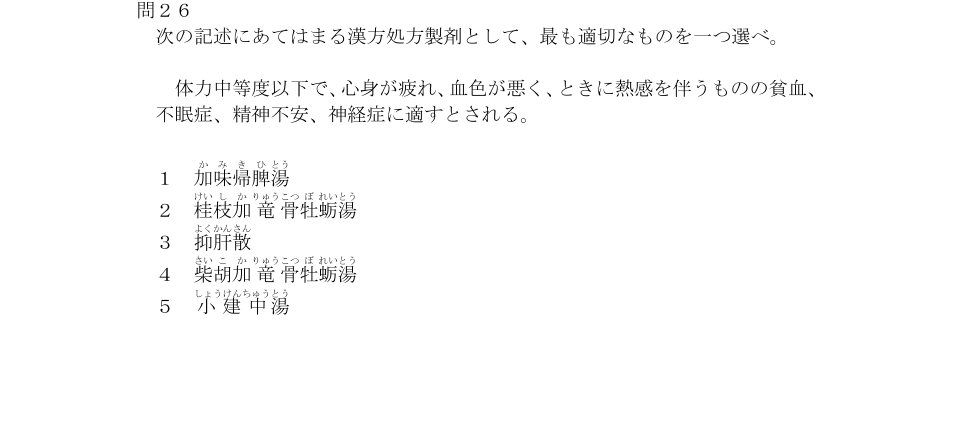 問２６
次の記述にあてはまる漢方処方製剤として、最も適切なものを一つ選べ。
体力中等度以下で、心身が疲れ、血色が悪く、ときに熱感を伴うものの貧血、
不眠症、精神不安、神経症に適すとされる。
かみきひとう
１　加味帰脾湯
けいしかりゅうこつぼれいとう
２　桂枝加竜骨牡蛎湯
よくかんさん
３　抑肝散
さいこかりゅうこつぼれいとう
４　柴胡加竜骨牡蛎湯
しょうけんちゅうとう
５　小建中湯